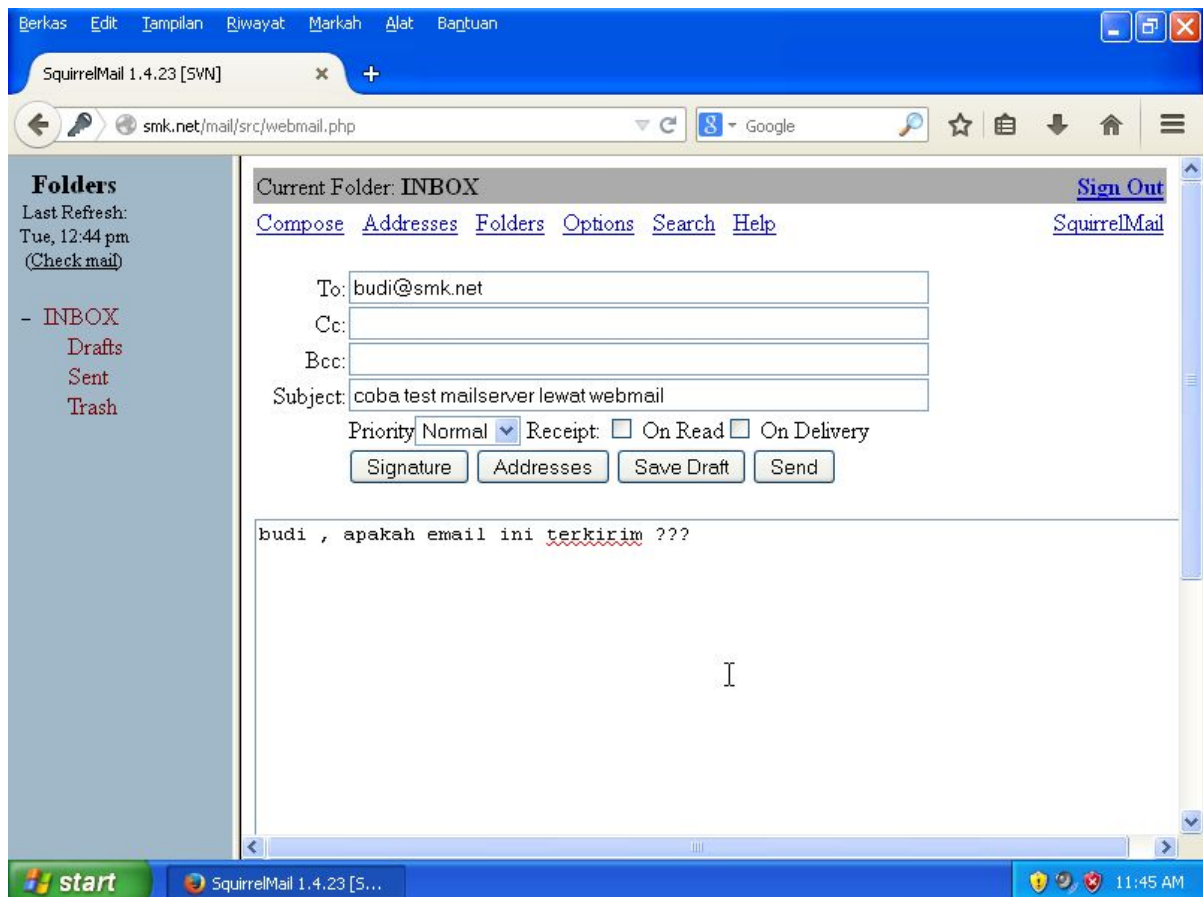 Berkas Edit Tampilan Riwayat Markah Alat Bantuan
SquirrelMail 1.4.23 [SVN]
smk.net/mail/src/webmail.php
Google
Folders
Last Refresh:
Tue, 12:44 pm
(Check mail)
– INBOX
Drafts
Sent
Trash
Current Folder: INBOX Sign Out
Compose Addresses Folders Options Search Help SquirrelMail
To: budi@smk.net
Cc:
Bcc:
Subject: coba test mailserver lewat webmail
Priority Normal Receipt: On Read On Delivery
Signature Addresses Save Draft Send
budi , apakah email ini terkirim ???
start SquirrelMail 1.4.23 [S... 11:45 AM